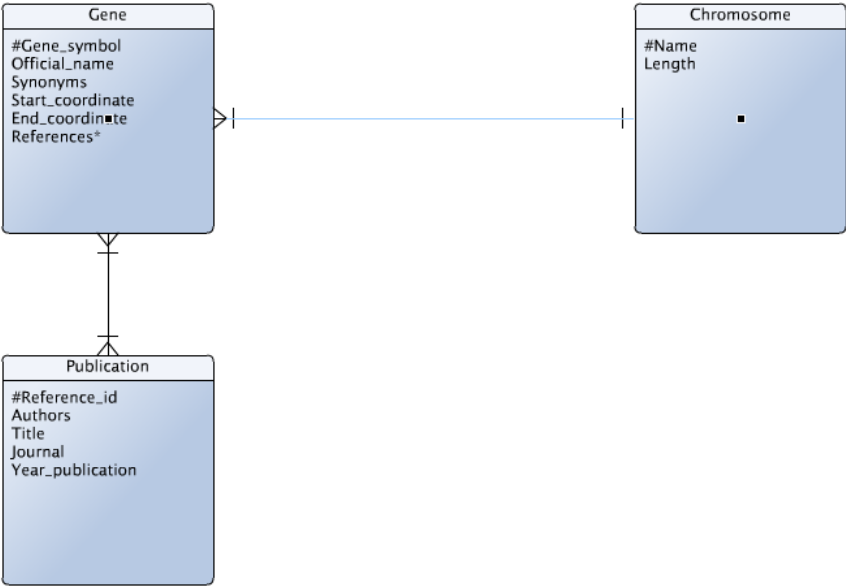 Gene
#Gene_symbol
Official_name
Synonyms
Start_coordinate
End_coordinate
References*
Chromosome
#Name
Length
Publication
#Reference_id
Authors
Title
Journal
Year_publication